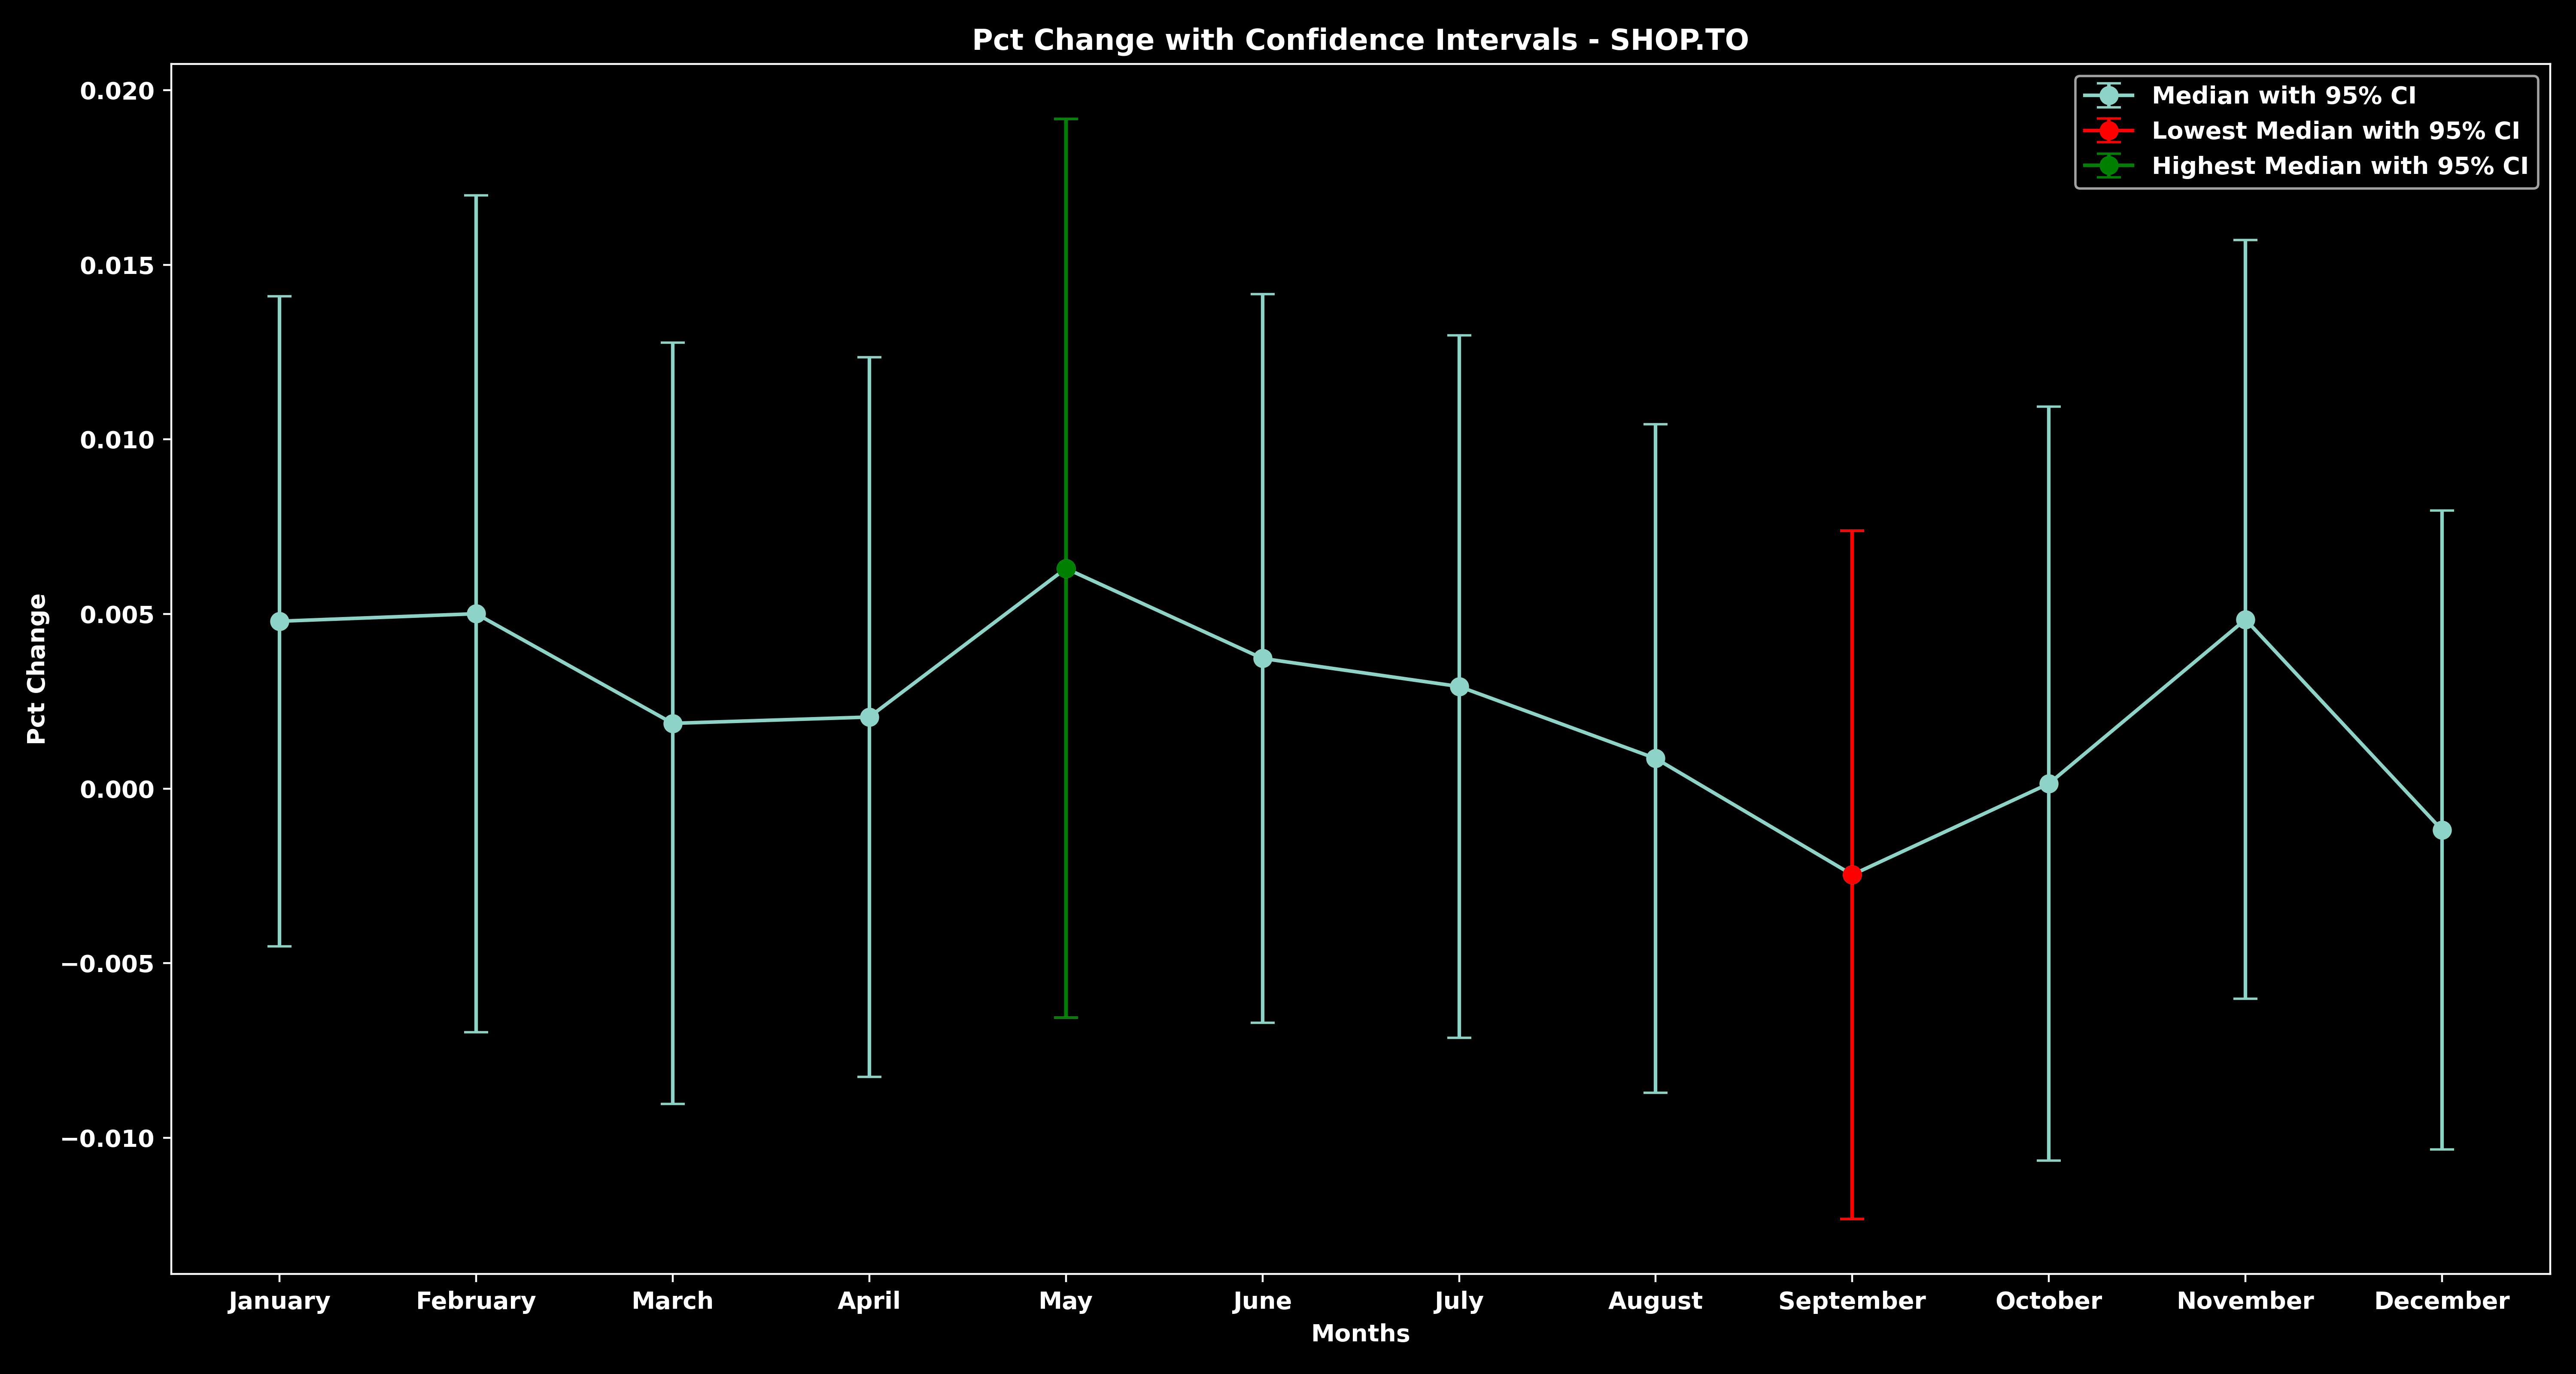 Pct Change with Confidence Intervals - SHOP.TO
Median with 95% CI
Lowest Median with 95% CI
Highest Median with 95% CI
0.020
0.015
0.010
0.005
0.000
−0.005
−0.010
Pct Change
January February March April May June July August September October November December
Months